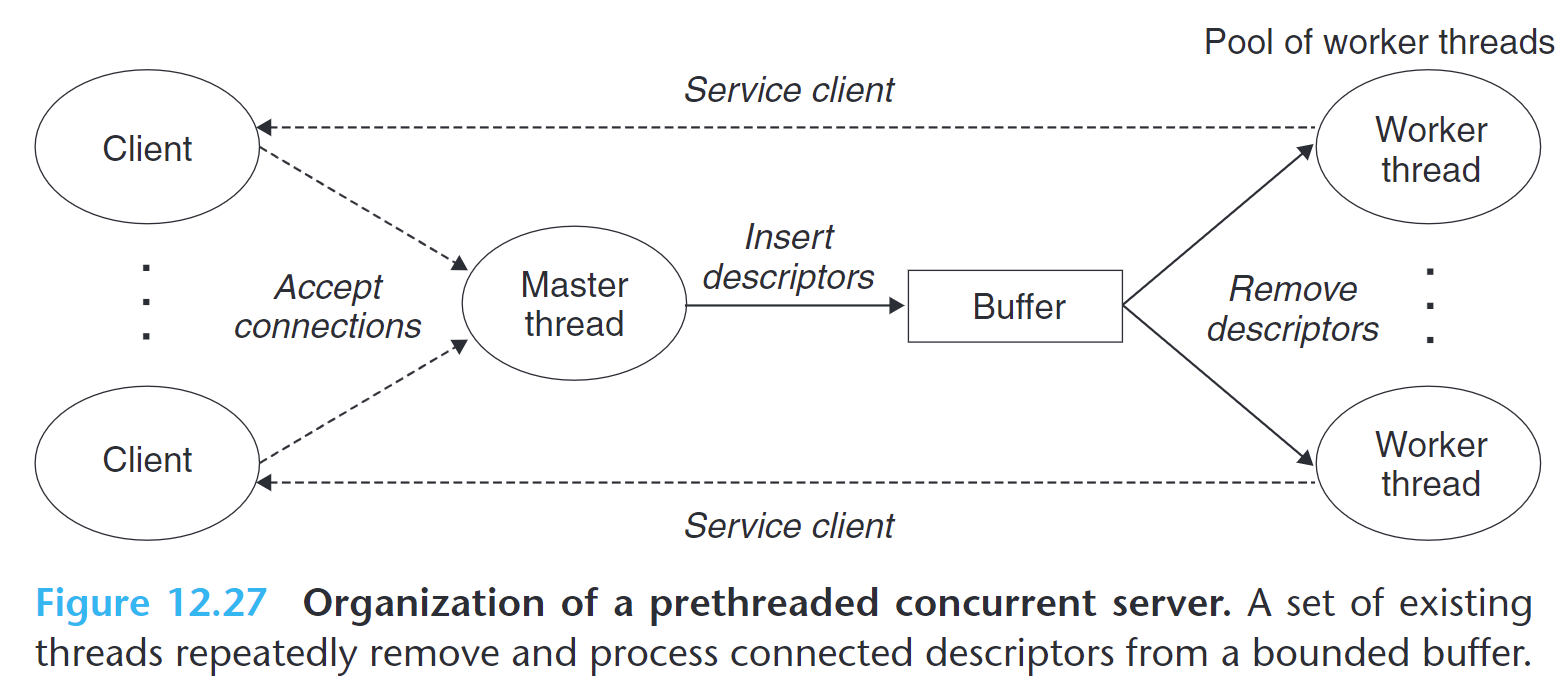 Pool of worker threads
Service client
Client
Worker
thread
Insert
descriptors
Accept
connections
Master
thread
Buffer
Remove
descriptors
Client
Worker
thread
Service client
Figure 12.27 Organization of a prethreaded concurrent server. A set of existing
threads repeatedly remove and process connected descriptors from a bounded buffer.